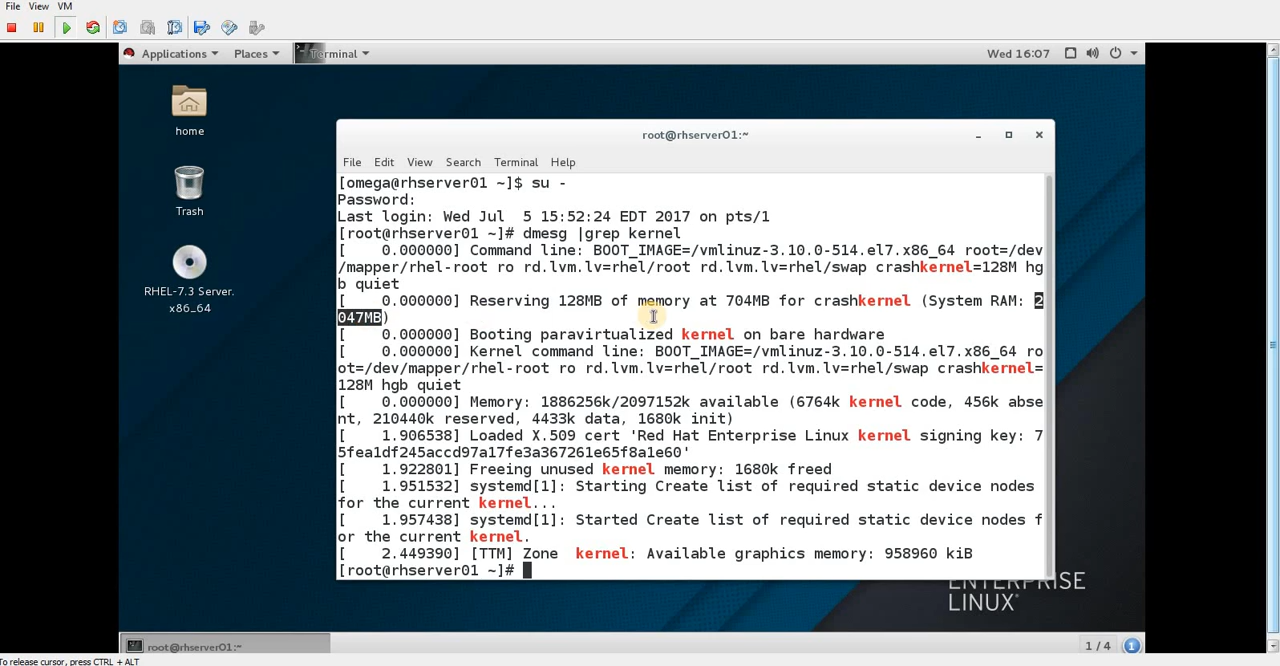 File View VM
Applications Places Terminal Wed 16:07
home
Trash
RHEL-7.3 Server.
x86_64
root@rhserver01:~
File Edit View Search Terminal Help
[omega@rhserver01 ~]$ su -
Password:
Last login: Wed Jul  5 15:52:24 EDT 2017 on pts/1
[root@rhserver01 ~]# dmesg |grep kernel
[    0.000000] Command line: BOOT_IMAGE=/vmlinuz-3.10.0-514.el7.x86_64 root=/dev
/mapper/rhel-root ro rd.lvm.lv=rhel/root rd.lvm.lv=rhel/swap crashkernel=128M hg
b quiet
[    0.000000] Reserving 128MB of memory at 704MB for crashkernel (System RAM: 2
047MB)
[    0.000000] Booting paravirtualized kernel on bare hardware
[    0.000000] Kernel command line: BOOT_IMAGE=/vmlinuz-3.10.0-514.el7.x86_64 ro
ot=/dev/mapper/rhel-root ro rd.lvm.lv=rhel/root rd.lvm.lv=rhel/swap crashkernel=
128M hgb quiet
[    0.000000] Memory: 1886256k/2097152k available (6764k kernel code, 456k abse
nt, 210440k reserved, 4433k data, 1680k init)
[    1.906538] Loaded X.509 cert 'Red Hat Enterprise Linux kernel signing key: 7
5fea1df245accd97a17fe3a367261e65f8a1e60'
[    1.922801] Freeing unused kernel memory: 1680k freed
[    1.951532] systemd[1]: Starting Create list of required static device nodes
for the current kernel...
[    1.957438] systemd[1]: Started Create list of required static device nodes f
or the current kernel.
[    2.449390] [TTM] Zone  kernel: Available graphics memory: 958960 kiB
[root@rhserver01 ~]#
ENTERPRISE
LINUX
root@rhserver01:~ 1 / 4 1
To release cursor, press CTRL + ALT